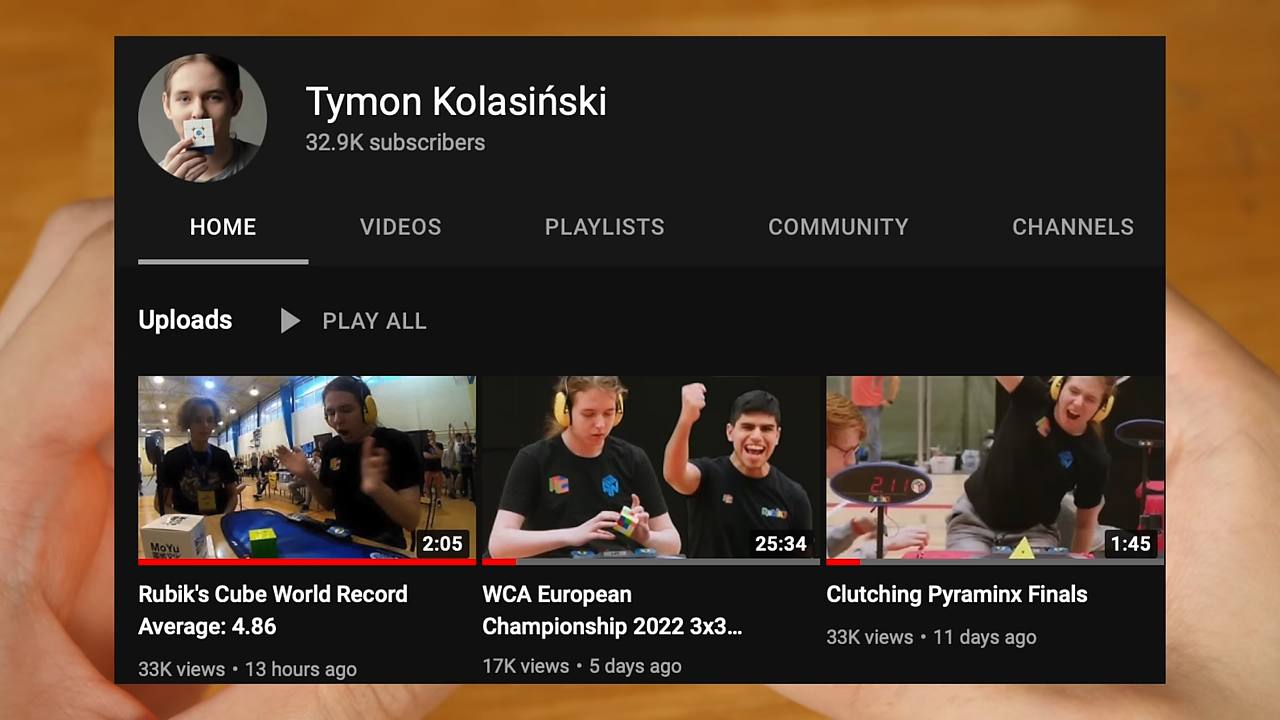 Tymon Kolasiński
32.9K subscribers
HOME
VIDEOS
PLAYLISTS
COMMUNITY
CHANNELS
Uploads
PLAY ALL
MoYu
2:05
25:34
211
1:45
Rubik's Cube World Record
Average: 4.86
33K views • 13 hours ago
WCA European
Championship 2022 3x3...
17K views • 5 days ago
Clutching Pyraminx Finals
33K views • 11 days ago